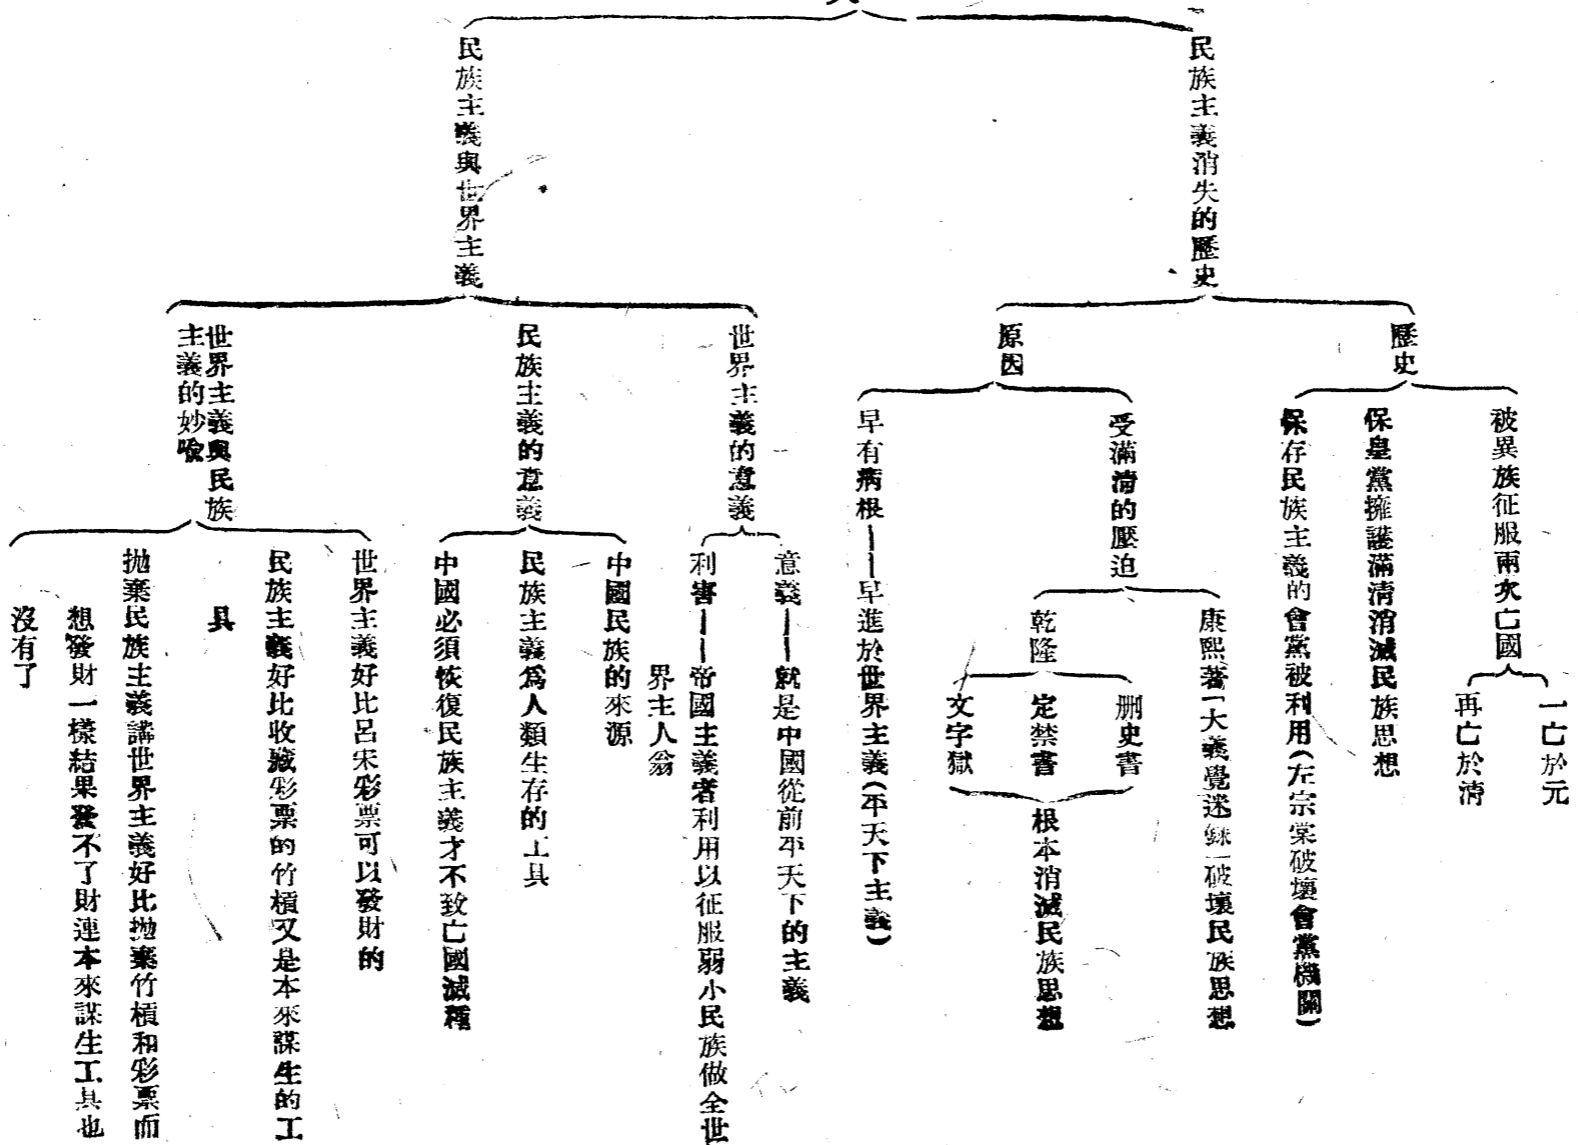 民族主義消失的歷史
歷史
被異族征服兩次亡國
一亡於元
再亡於清
保皇黨擁護滿清消滅民族思想
保存民族主義的會黨被利用(左宗棠破壞會黨機關)
原因
受滿清的壓迫
康熙著「大義覺迷錄」破壞民族思想
乾隆
删史書
定禁書
文字獄
根本消滅民族思想
早有病根——早進於世界主義(平天下主義)
民族主義與世界主義
世界主義的意義
意義——就是中國從前平天下的主義
利害——帝國主義者利用以征服弱小民族做全世
界主人翁
民族主義的意義
中國民族的來源
民族主義爲人類生存的工具
中國必須恢復民族主義才不致亡國滅種
世界主義與民族
主義的妙喻
世界主義好比呂宋彩票可以發財的
民族主義好比收藏彩票的竹槓又是本來謀生的工
具
拋棄民族主義講世界主義好比拋棄竹槓和彩票而
想發財一樣結果發不了財連本來謀生工具也
沒有了